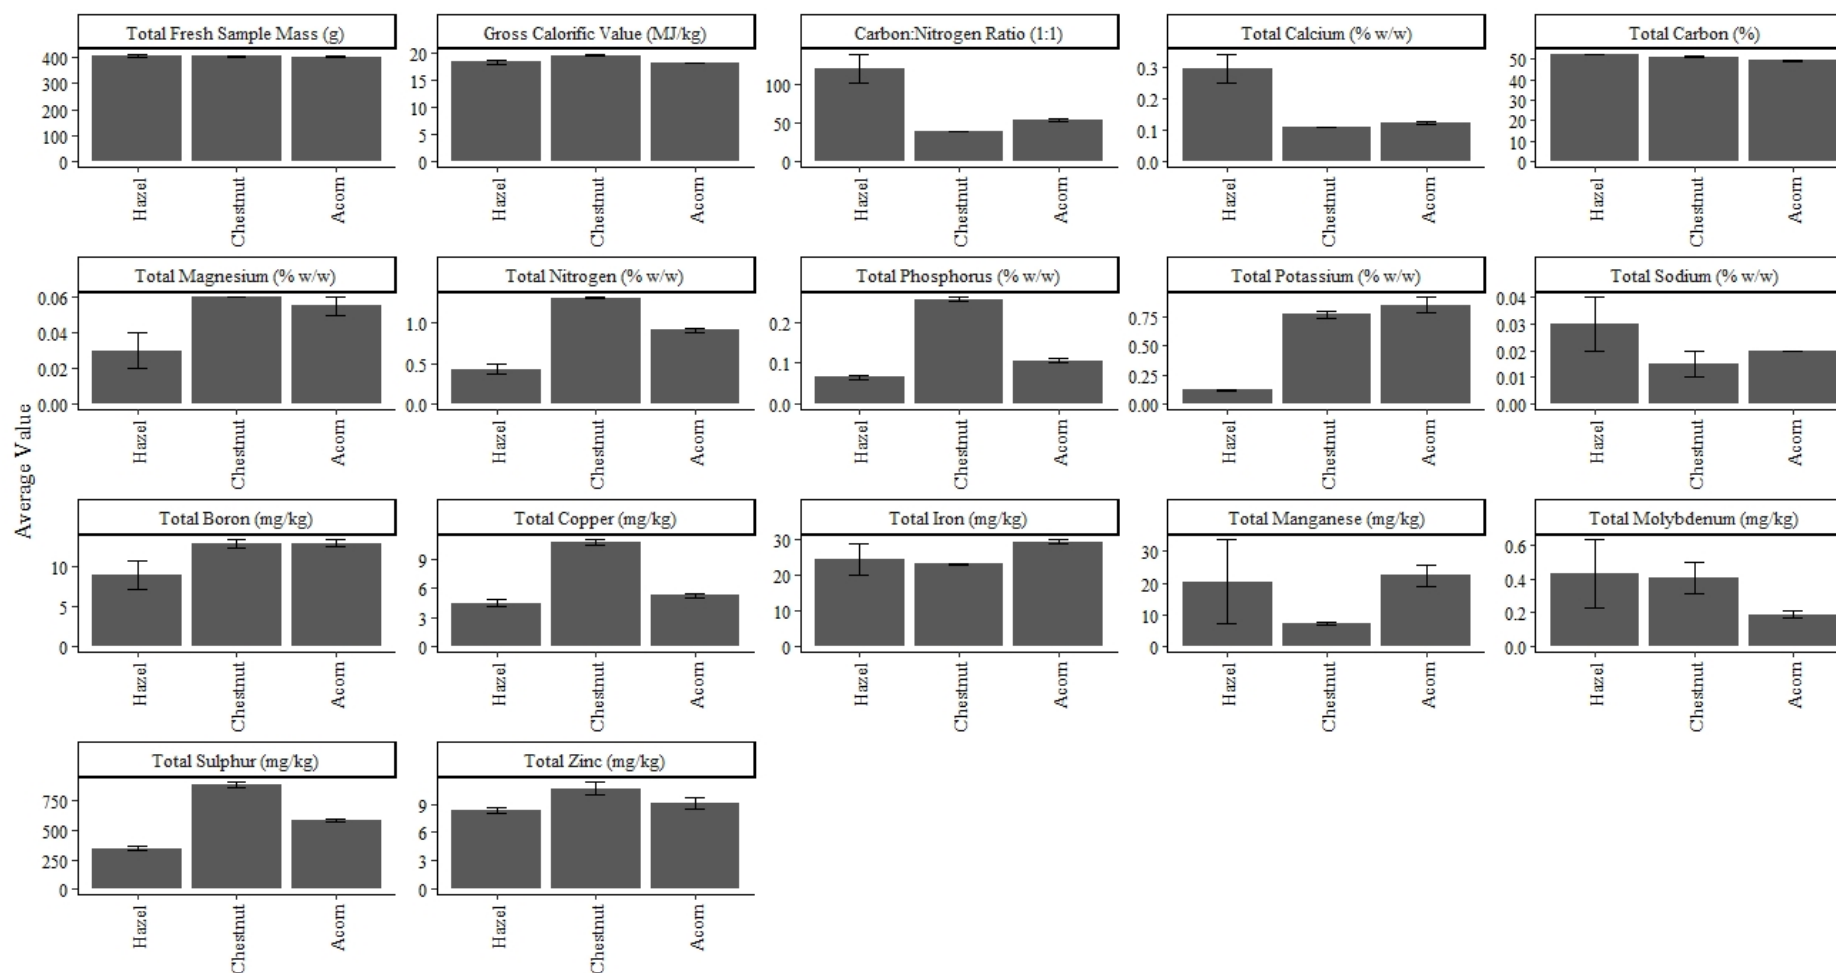 Average Value
Total Fresh Sample Mass (g)
400
300
200
100
0
Hazel
Chestnut
Acorn
Gross Calorific Value (MJ/kg)
20
15
10
5
0
Hazel
Chestnut
Acorn
Carbon:Nitrogen Ratio (1:1)
100
50
0
Hazel
Chestnut
Acorn
Total Calcium (% w/w)
0.3
0.2
0.1
0.0
Hazel
Chestnut
Acorn
Total Carbon (%)
50
40
30
20
10
0
Hazel
Chestnut
Acorn
Total Magnesium (% w/w)
0.06
0.04
0.02
0.00
Hazel
Chestnut
Acorn
Total Nitrogen (% w/w)
1.0
0.5
0.0
Hazel
Chestnut
Acorn
Total Phosphorus (% w/w)
0.2
0.1
0.0
Hazel
Chestnut
Acorn
Total Potassium (% w/w)
0.75
0.50
0.25
0.00
Hazel
Chestnut
Acorn
Total Sodium (% w/w)
0.04
0.03
0.02
0.01
0.00
Hazel
Chestnut
Acorn
Total Boron (mg/kg)
10
5
0
Hazel
Chestnut
Acorn
Total Copper (mg/kg)
9
6
3
0
Hazel
Chestnut
Acorn
Total Iron (mg/kg)
30
20
10
0
Hazel
Chestnut
Acorn
Total Manganese (mg/kg)
30
20
10
0
Hazel
Chestnut
Acorn
Total Molybdenum (mg/kg)
0.6
0.4
0.2
0.0
Hazel
Chestnut
Acorn
Total Sulphur (mg/kg)
750
500
250
0
Hazel
Chestnut
Acorn
Total Zinc (mg/kg)
9
6
3
0
Hazel
Chestnut
Acorn